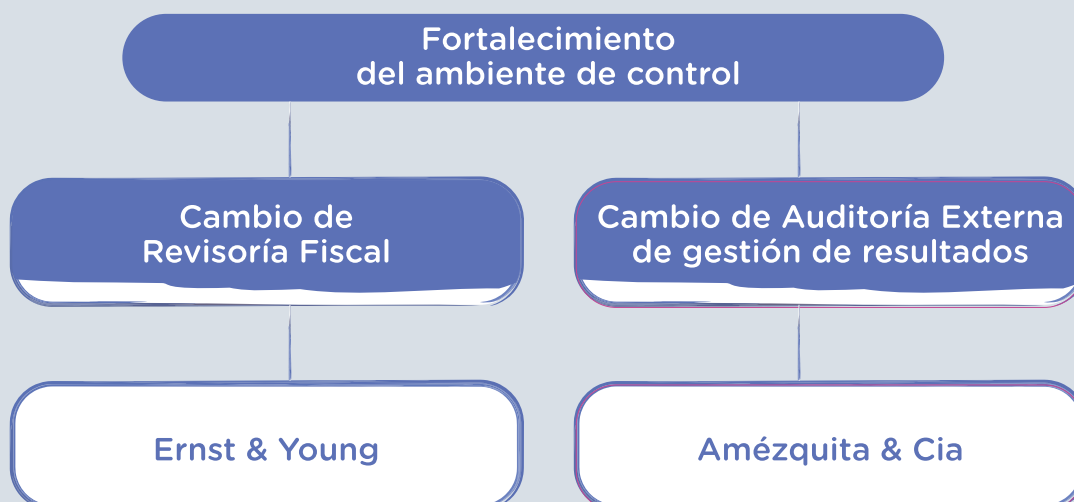 Fortalecimiento
del ambiente de control
Cambio de
Revisoría Fiscal
Cambio de Auditoría Externa
de gestión de resultados
Ernst & Young
Amézquita & Cia